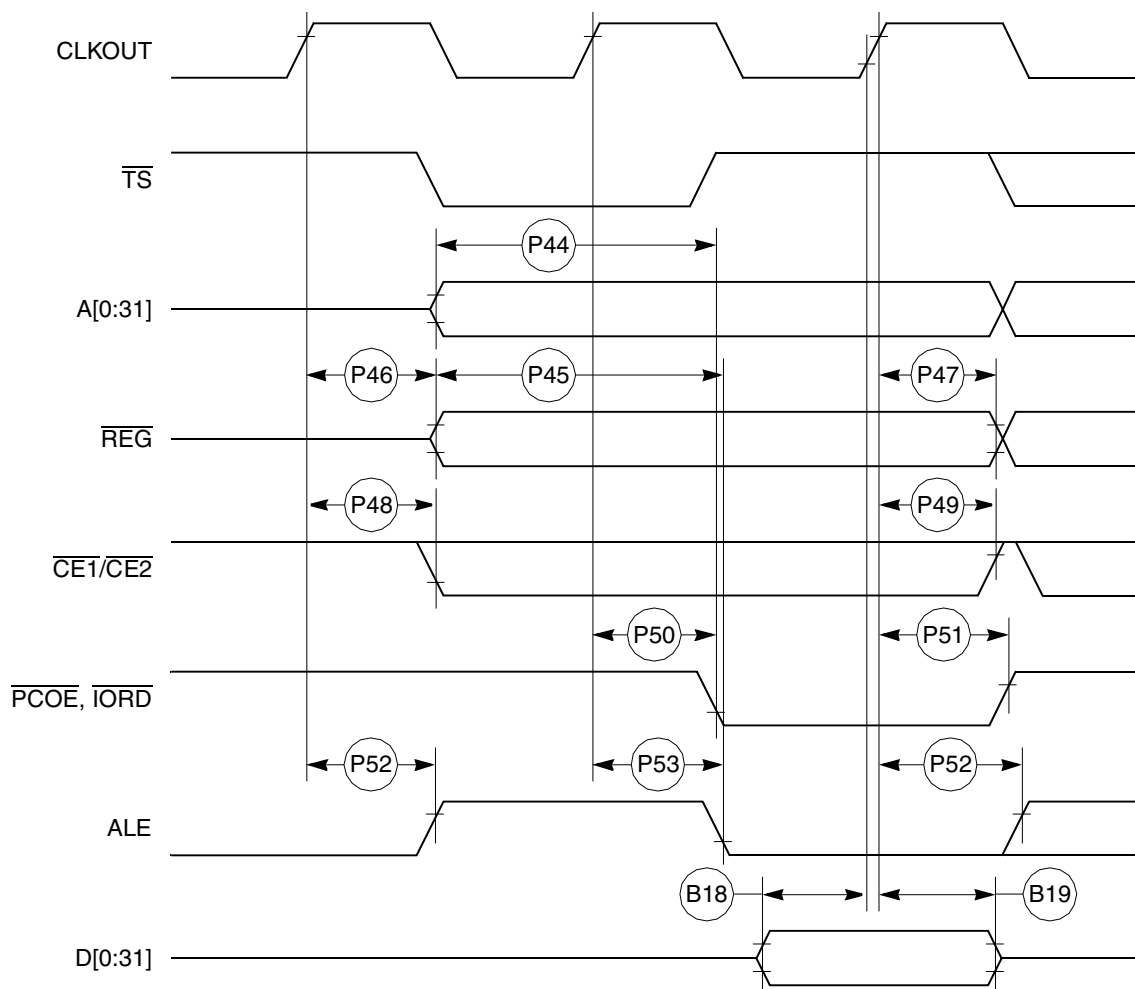 CLKOUT
TS
P44
A[0:31]
P46
P45
P47
REG
P48
P49
CE1/CE2
P50
P51
PCOE, IORD
P52
P53
P52
ALE
B18
B19
D[0:31]